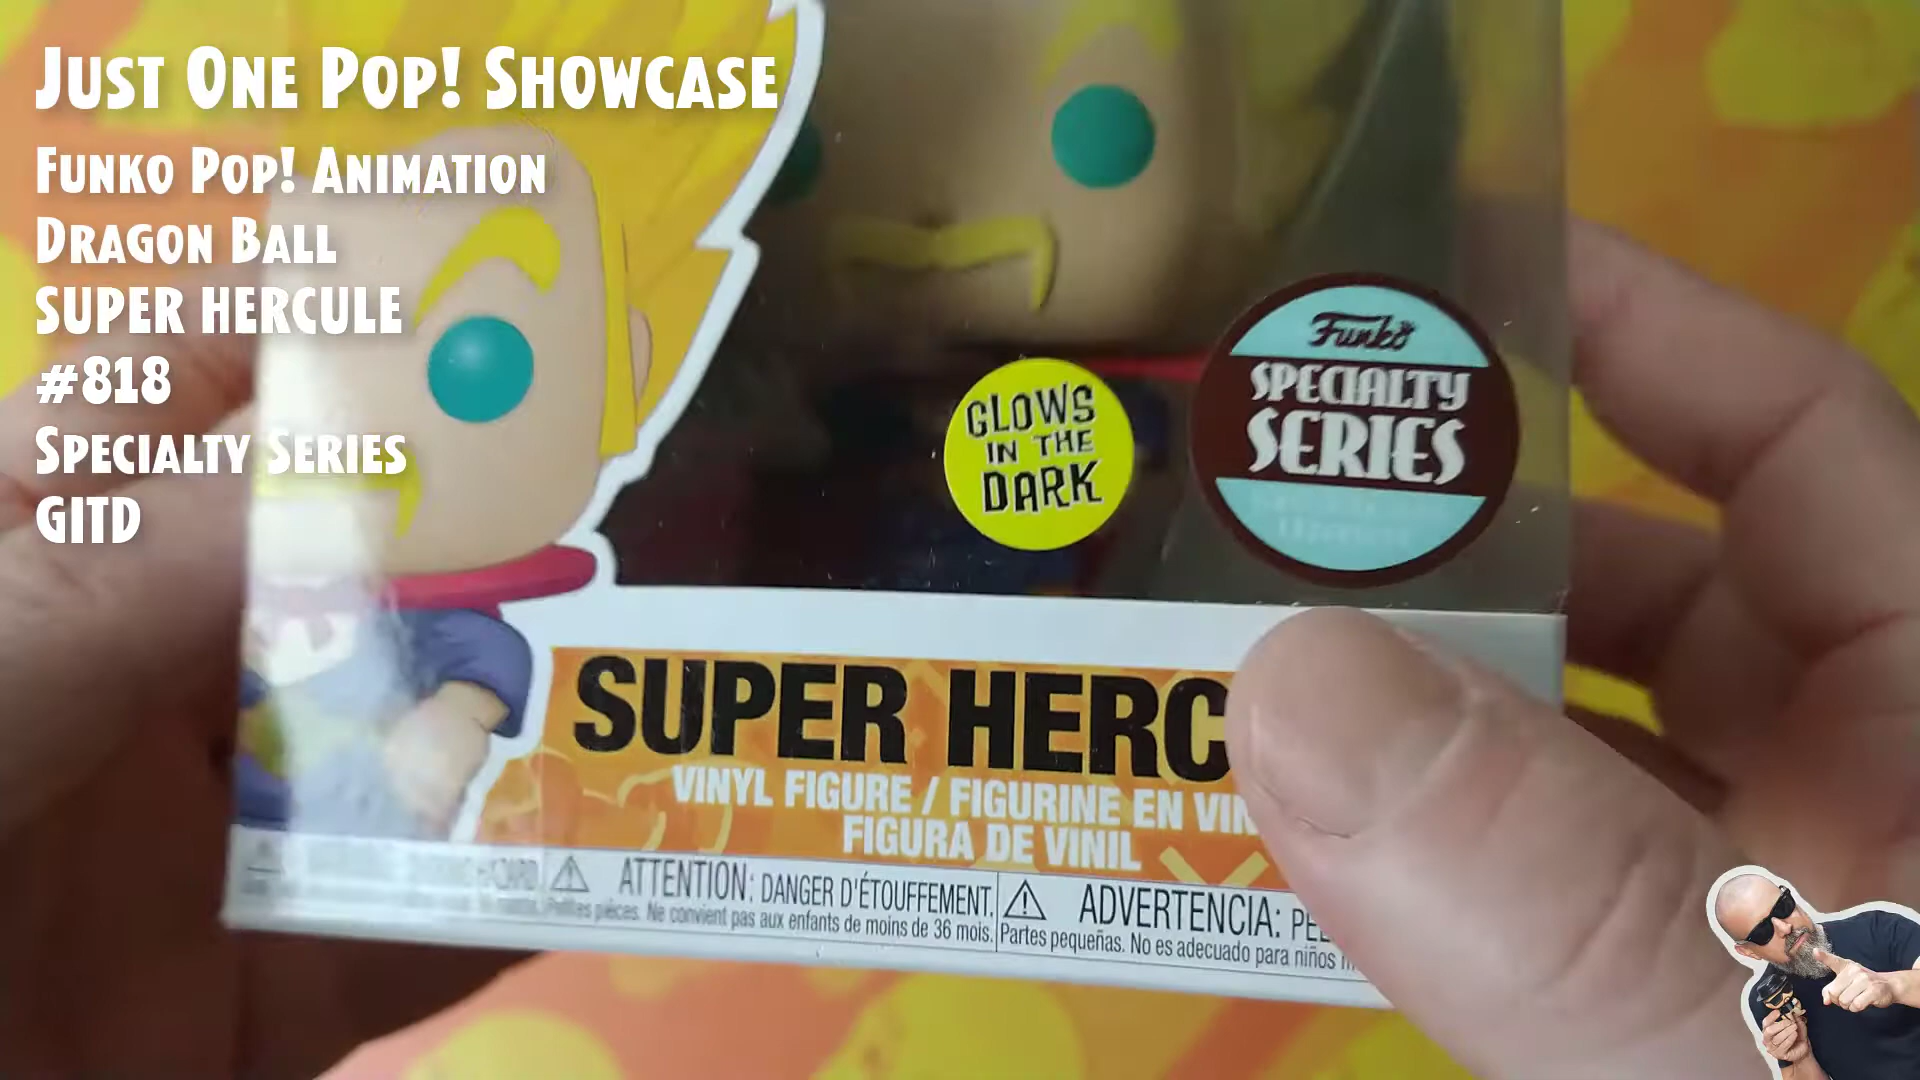 JUST ONE POP! SHOWCASE
FUNKO POP! ANIMATION
DRAGON BALL
SUPER HERCULE
#818
SPECIALTY SERIES
GITD
GLOWS
IN THE
DARK
Funko
SPECIALTY
SERIES
SUPER HERC
VINYL FIGURE / FIGURINE EN VIN
FIGURA DE VINIL
ATTENTION: DANGER D'ÉTOUFFEMENT.
Petites pièces. Ne convient pas aux enfants de moins de 36 mois.
ADVERTENCIA: PEL
Partes pequeñas. No es adecuado para niños